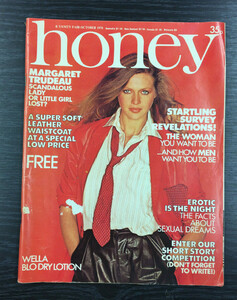 honey
35
MARGARET
TRUDEAU
SCANDALOUS
LADY
OR LITTLE GIRL
LOST?
A SUPER SOFT
LEATHER
WAISTCOAT
AT A SPECIAL
LOW PRICE
FREE
WELLA
BLO DRY LOTION
STARTLING
SURVEY
REVELATIONS!
THE WOMAN
YOU WANT TO BE
...AND HOW MEN
WANT YOU TO BE
EROTIC
IS THE NIGHT
THE FACTS
ABOUT
SEXUAL DREAMS
ENTER OUR
SHORT STORY
COMPETITION
(DON'T FORGET
TO WRITE!)